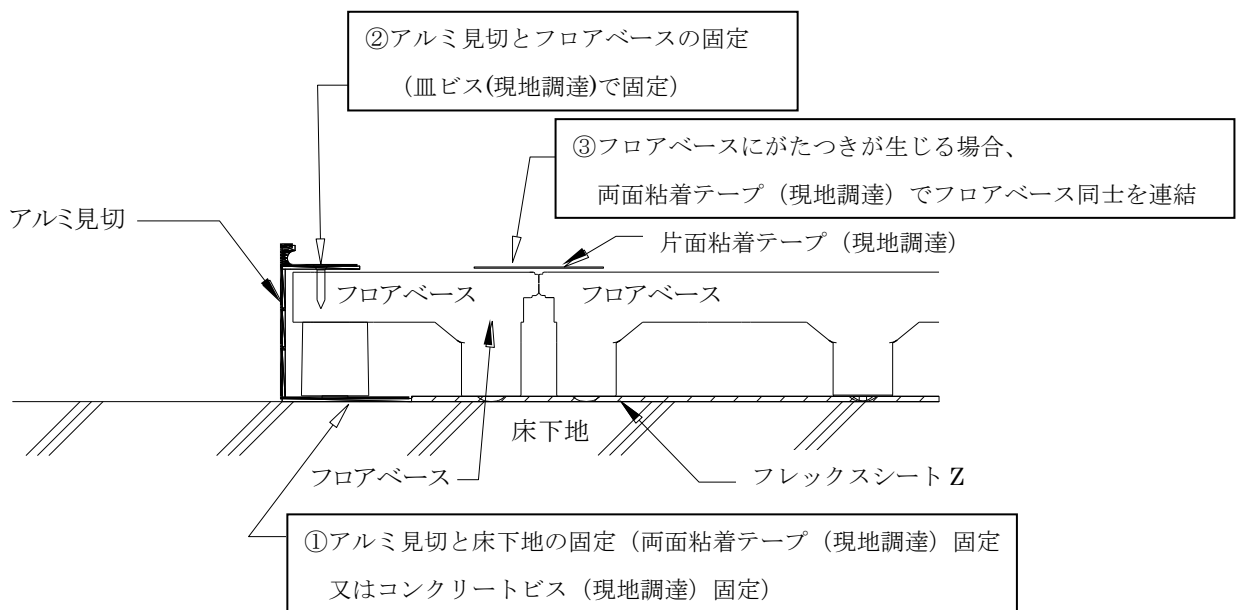 ②アルミ見切とフロアベースの固定
（皿ビス(現地調達)で固定）
③フロアベースにがたつきが生じる場合、
両面粘着テープ（現地調達）でフロアベース同士を連結
アルミ見切
片面粘着テープ（現地調達）
フロアベース
フロアベース
床下地
フロアベース
フレックスシート Z
①アルミ見切と床下地の固定（両面粘着テープ（現地調達）固定
又はコンクリートビス（現地調達）固定）